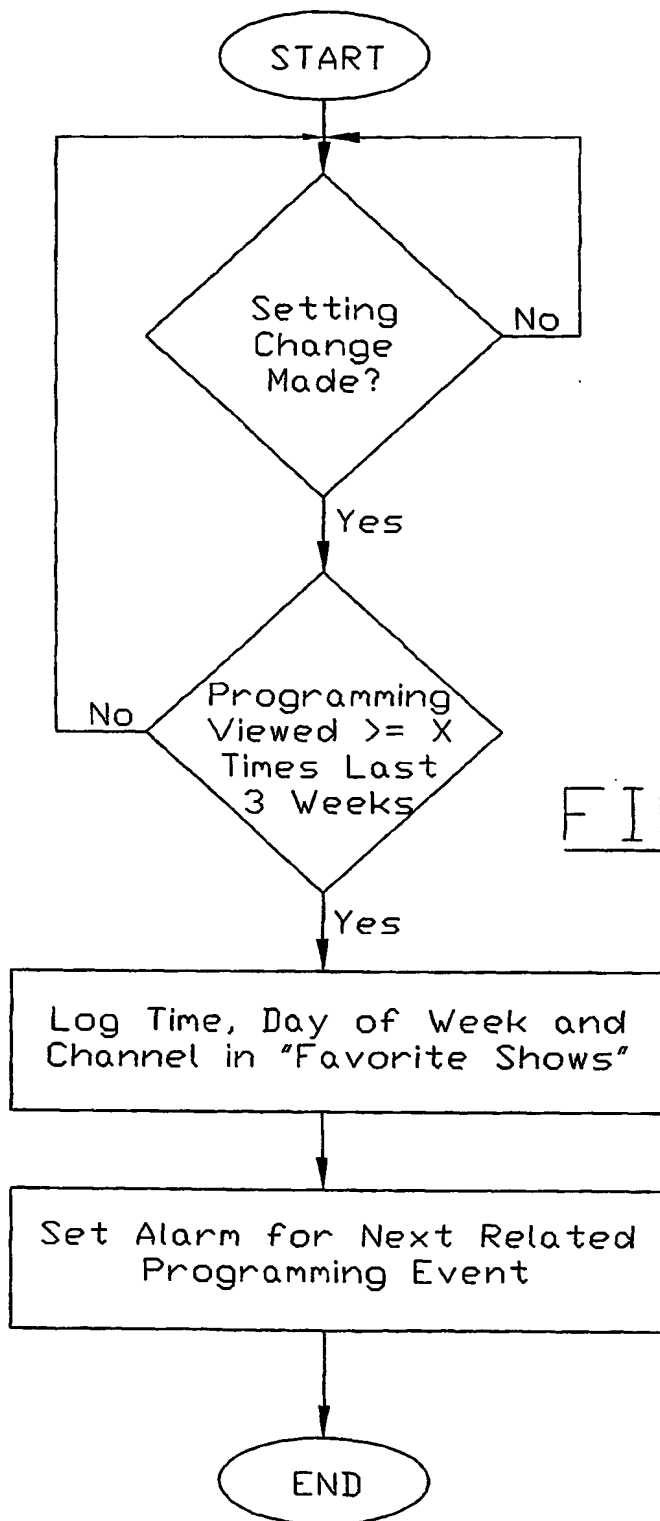 START
Setting
Change
Made?
No
Yes
Programming
Viewed >= X
Times Last
3 Weeks
No
FI
Yes
Log Time, Day of Week and
Channel in "Favorite Shows"
Set Alarm for Next Related
Programming Event
END